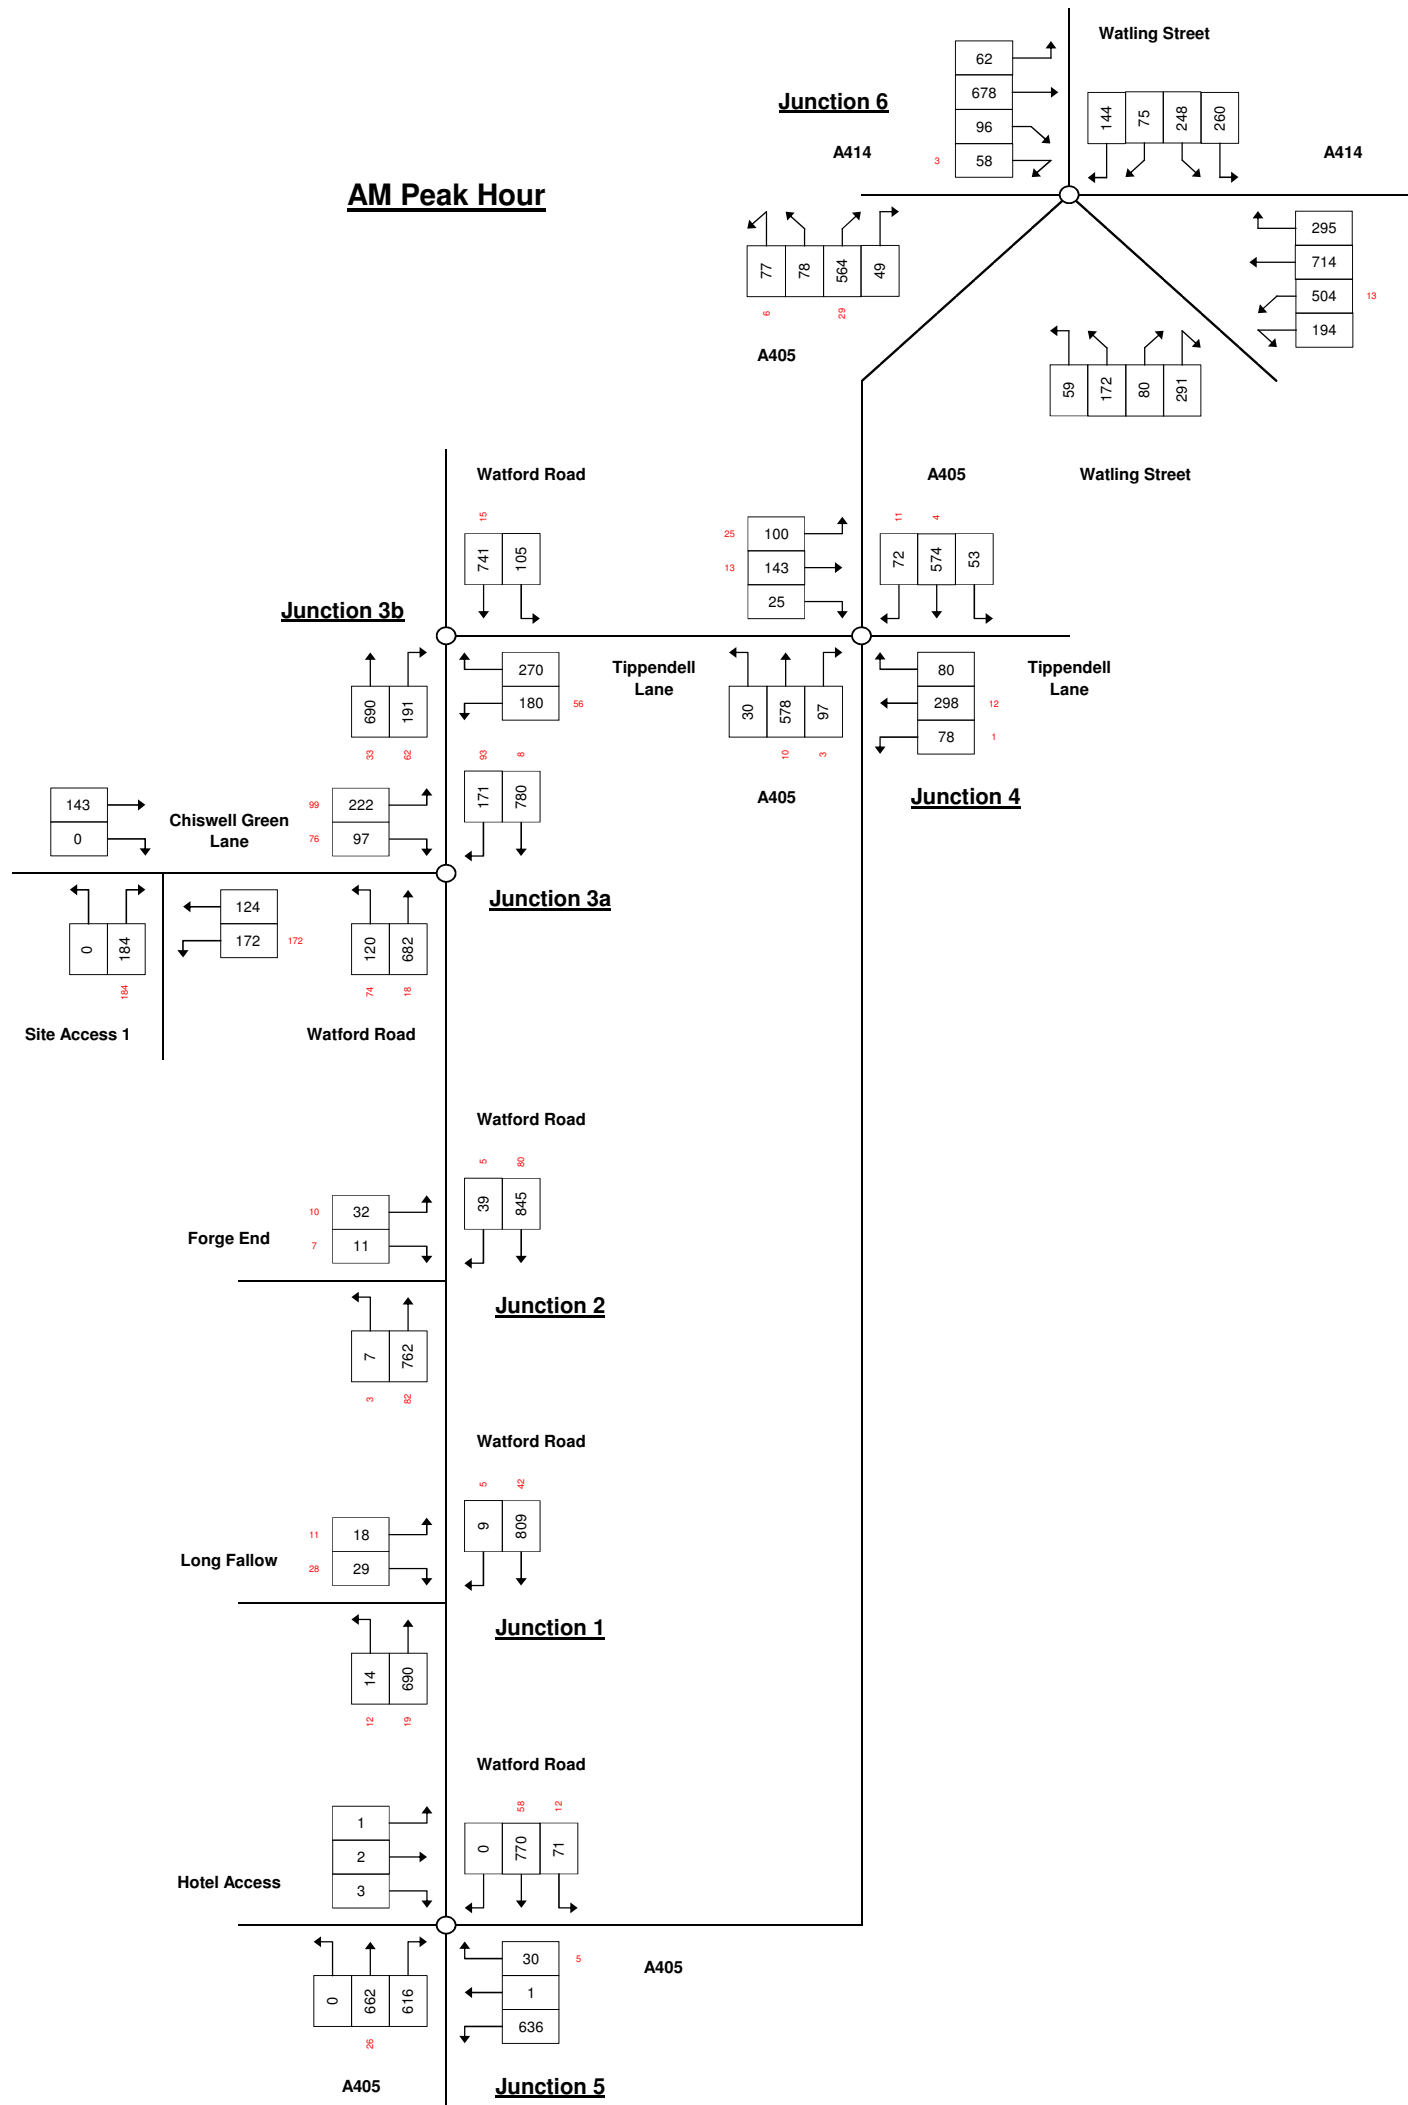 Watling Street
62
678
96
3 58
144 75 248 260
Junction 6
A414
A414
AM Peak Hour
295
714
504 13
194
77 78 564 49
6 29
A405
59 172 80 291
Watford Road
A405
Watling Street
15
741 105
25 100
13 143
25
11 4
72 574 53
Junction 3b
270
180 56
Tippendell
Lane
690 191
33 62
30 578 97
10 3
80
298 12
78 1
Tippendell
Lane
A405
Junction 4
143
0
Chiswell Green
Lane
99 222
76 97
93 8
171 780
Junction 3a
0 184
184
124
172 172
120 682
74 18
Site Access 1
Watford Road
Watford Road
5 80
39 845
10 32
7 11
Forge End
Junction 2
7 762
3 82
Watford Road
5 42
9 809
11 18
28 29
Long Fallow
Junction 1
14 690
12 19
Watford Road
58 12
0 770 71
1
2
3
Hotel Access
0 662 616
26
30 5
1
636
A405
A405
Junction 5